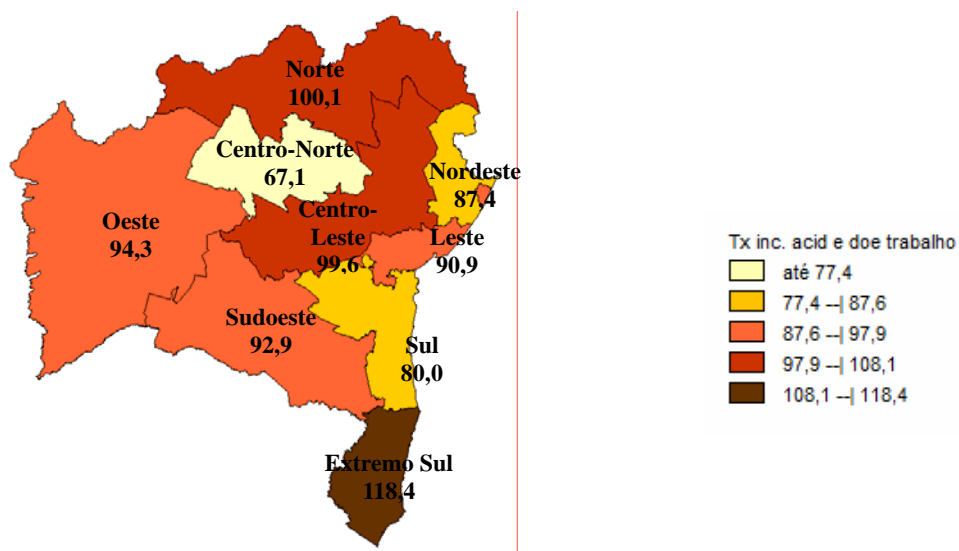 Norte
100,1
Centro-Norte
67,1
Nordeste
87,4
Oeste
94,3
Centro-
Leste
99,6
Leste
90,9
Sudoeste
92,9
Sul
80,0
Extremo Sul
118,4
Tx inc. acid e doe trabalho
até 77,4
77,4 --| 87,6
87,6 --| 97,9
97,9 --| 108,1
108,1 --| 118,4